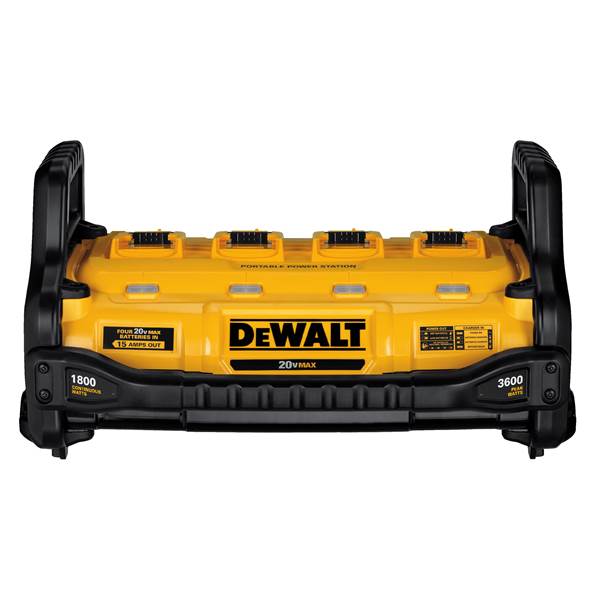 PORTABLE POWER STATION
FOUR 20V MAX
BATTERIES IN
15 AMPS OUT
DEWALT
20V MAX
POWER OUT
CHARGER IN
1800
CONTINUOUS
WATTS
3600
PEAK
WATTS